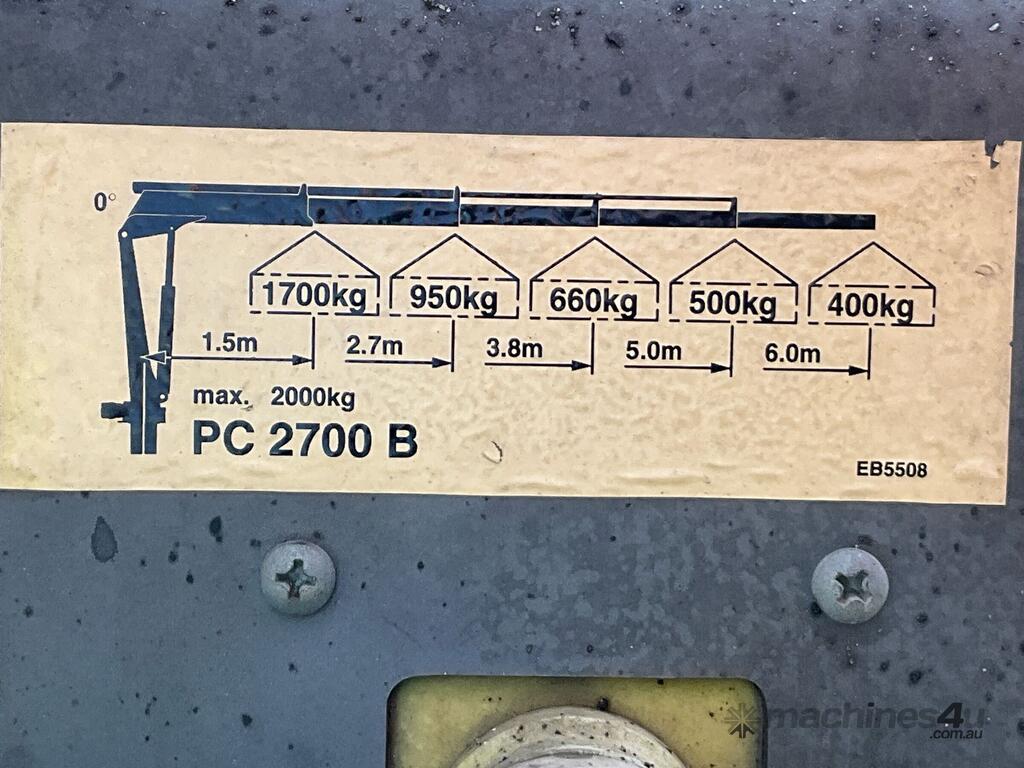 0°
1700kg 950kg 660kg 500kg 400kg
1.5m 2.7m 3.8m 5.0m 6.0m
max. 2000kg
PC 2700 B
EB5508
machines4u
.com.au